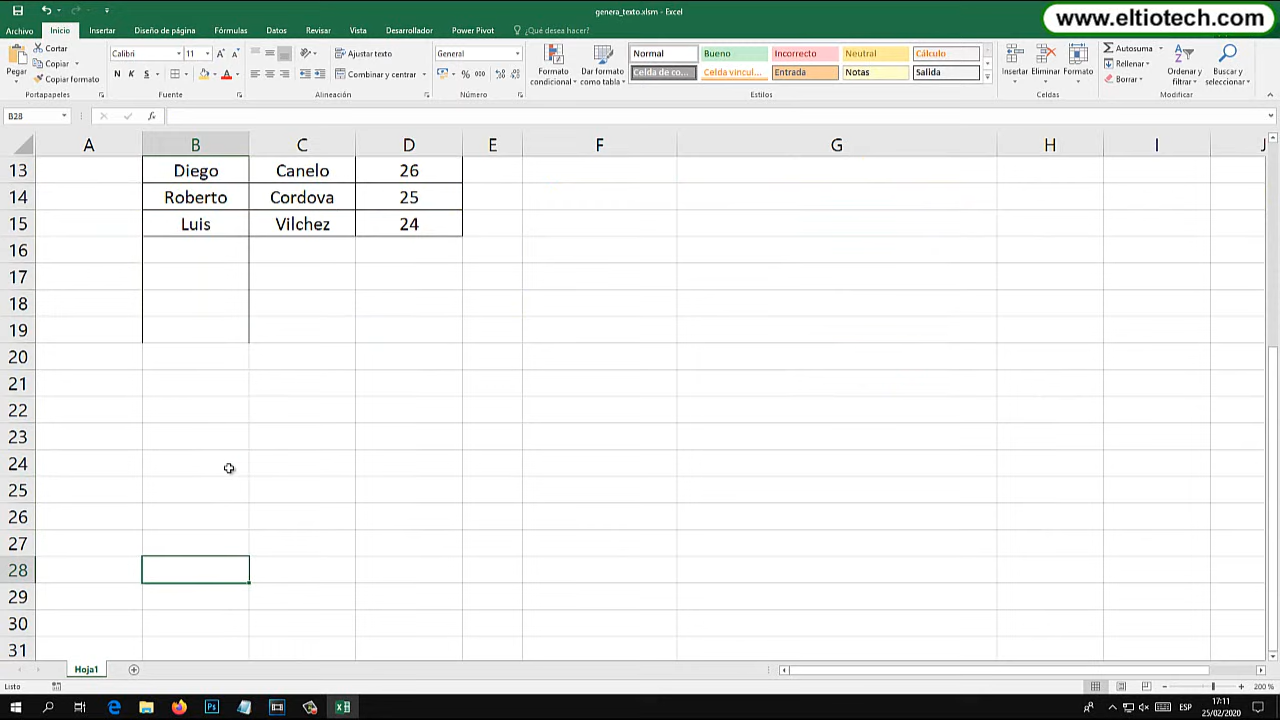 genera_texto.xlsm - Excel
www.eltiotech.com
Archivo Inicio Insertar Diseño de página Fórmulas Datos Revisar Vista Desarrollador Power Pivot ¿Qué desea hacer?
Pegar
Cortar
Copiar
Copiar formato
Portapapeles
Calibri 11
N K S
Fuente
Ajustar texto
Combinar y centrar
Alineación
General
% 000
Número
Formato condicional
Dar formato como tabla
Normal Bueno Incorrecto Neutral Cálculo
Celda de co... Celda vincul... Entrada Notas Salida
Estilos
Insertar Eliminar Formato
Celdas
Autosuma
Rellenar
Borrar
Ordenar y filtrar
Buscar y seleccionar
Modificar
B28 fx
A B C D E F G H I J
13 Diego Canelo 26
14 Roberto Cordova 25
15 Luis Vilchez 24
16
17
18
19
20
21
22
23
24
25
26
27
28
29
30
31
Hoja1
Listo
200 %
ESP
17:11
25/02/2020